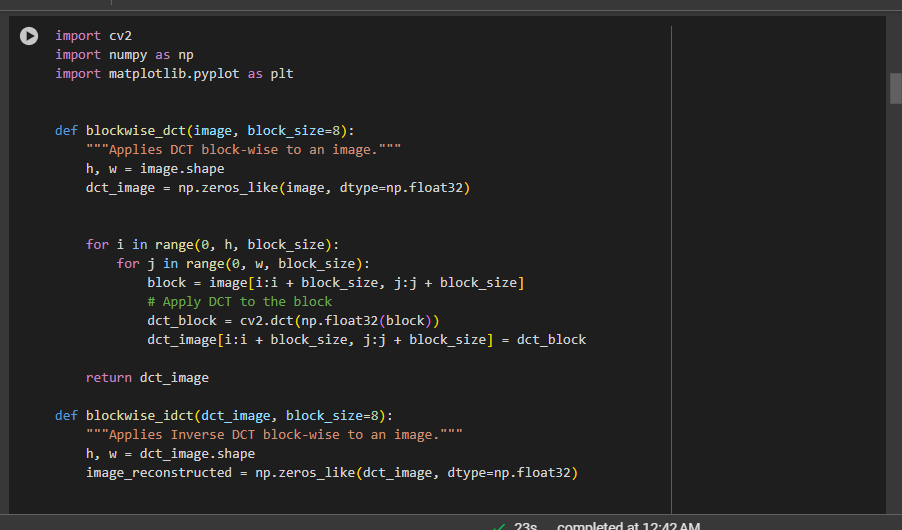 import cv2
import numpy as np
import matplotlib.pyplot as plt
def blockwise_dct(image, block_size=8):
    """Applies DCT block-wise to an image."""
    h, w = image.shape
    dct_image = np.zeros_like(image, dtype=np.float32)
    for i in range(0, h, block_size):
        for j in range(0, w, block_size):
            block = image[i:i + block_size, j:j + block_size]
            # Apply DCT to the block
            dct_block = cv2.dct(np.float32(block))
            dct_image[i:i + block_size, j:j + block_size] = dct_block
    return dct_image
def blockwise_idct(dct_image, block_size=8):
    """Applies Inverse DCT block-wise to an image."""
    h, w = dct_image.shape
    image_reconstructed = np.zeros_like(dct_image, dtype=np.float32)
23s completed at 12:42 AM